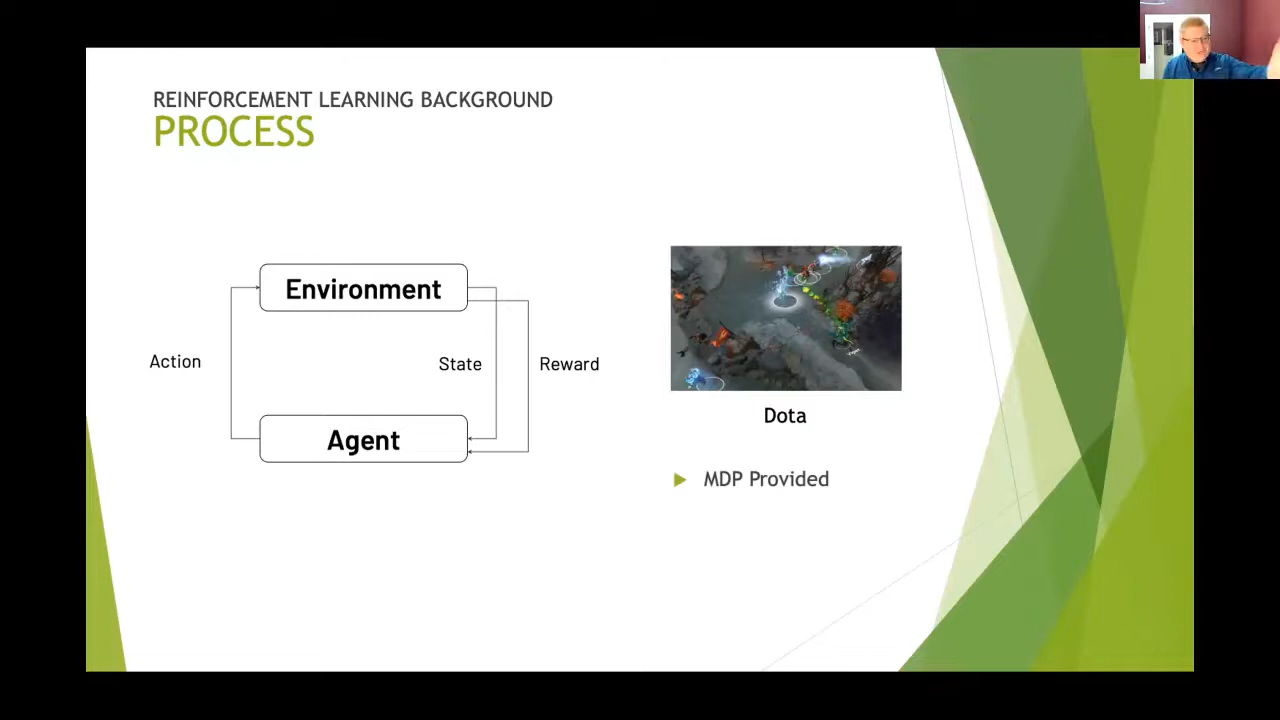 REINFORCEMENT LEARNING BACKGROUND
PROCESS
Environment
Action
State
Reward
Agent
Dota
MDP Provided